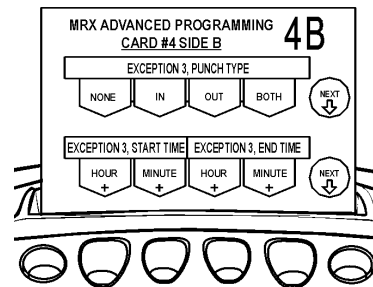 MRX ADVANCED PROGRAMMING
CARD #4 SIDE B
4B
EXCEPTION 3, PUNCH TYPE
NONE IN OUT BOTH NEXT
EXCEPTION 3, START TIME EXCEPTION 3, END TIME
HOUR MINUTE HOUR MINUTE NEXT
+ + + +